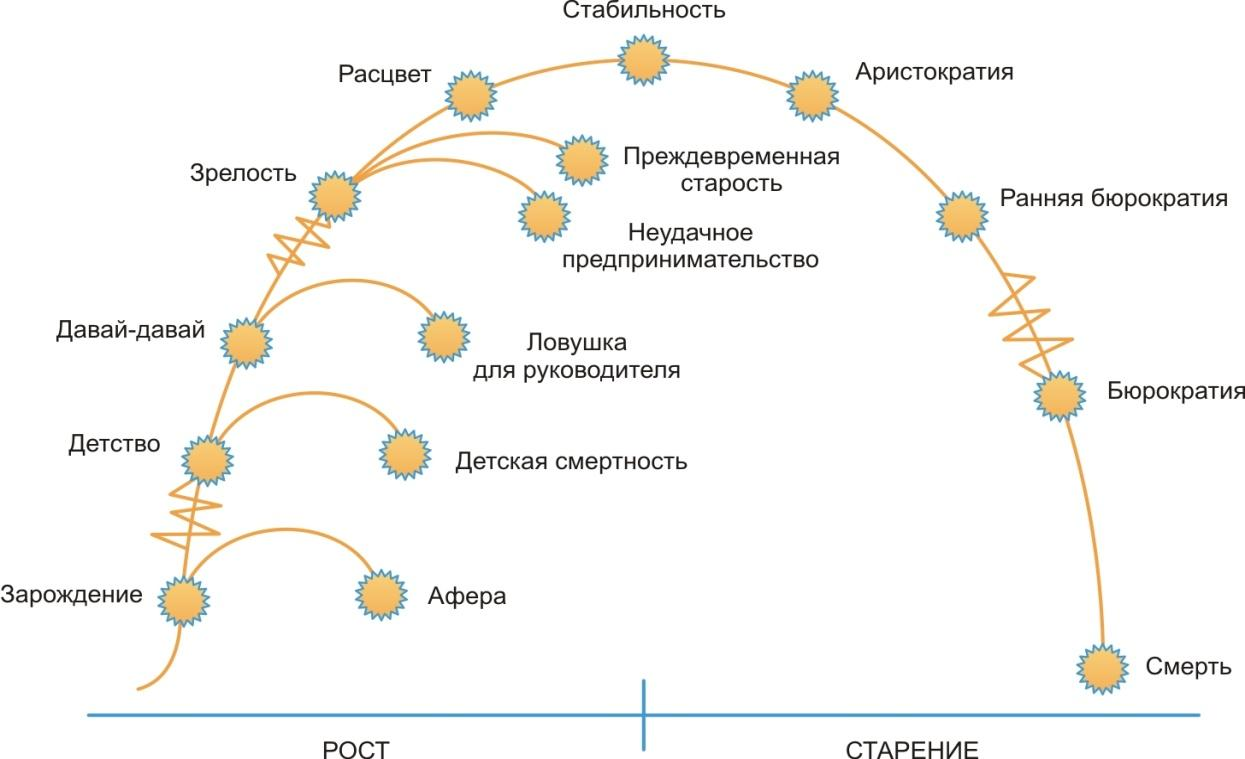 Стабильность
Расцвет
Аристократия
Преждевременная
старость
Зрелость
Ранняя бюрократия
Неудачное
предпринимательство
Давай-давай
Ловушка
для руководителя
Бюрократия
Детство
Детская смертность
Зарождение
Афера
Смерть
РОСТ
СТАРЕНИЕ